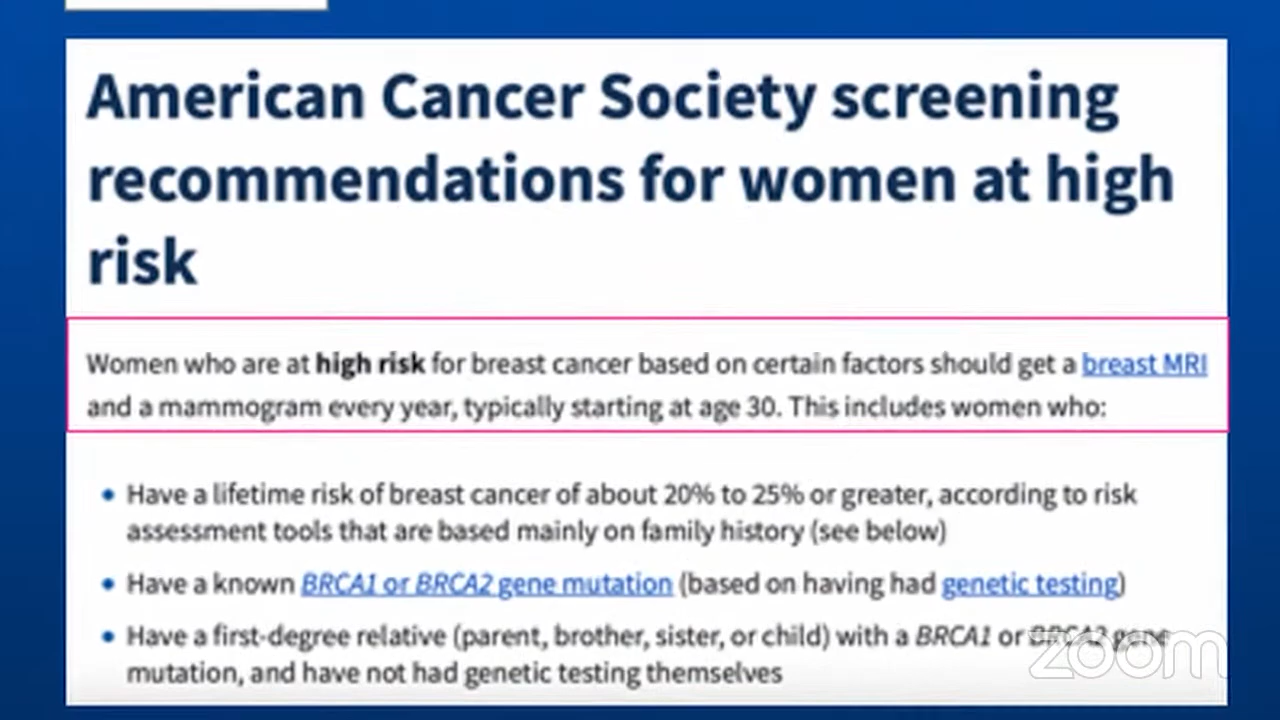 American Cancer Society screening
recommendations for women at high
risk
Women who are at high risk for breast cancer based on certain factors should get a breast MRI
and a mammogram every year, typically starting at age 30. This includes women who:
• Have a lifetime risk of breast cancer of about 20% to 25% or greater, according to risk
assessment tools that are based mainly on family history (see below)
• Have a known BRCA1 or BRCA2 gene mutation (based on having had genetic testing)
• Have a first-degree relative (parent, brother, sister, or child) with a BRCA1 or BRCA2 gene
mutation, and have not had genetic testing themselves
zoom